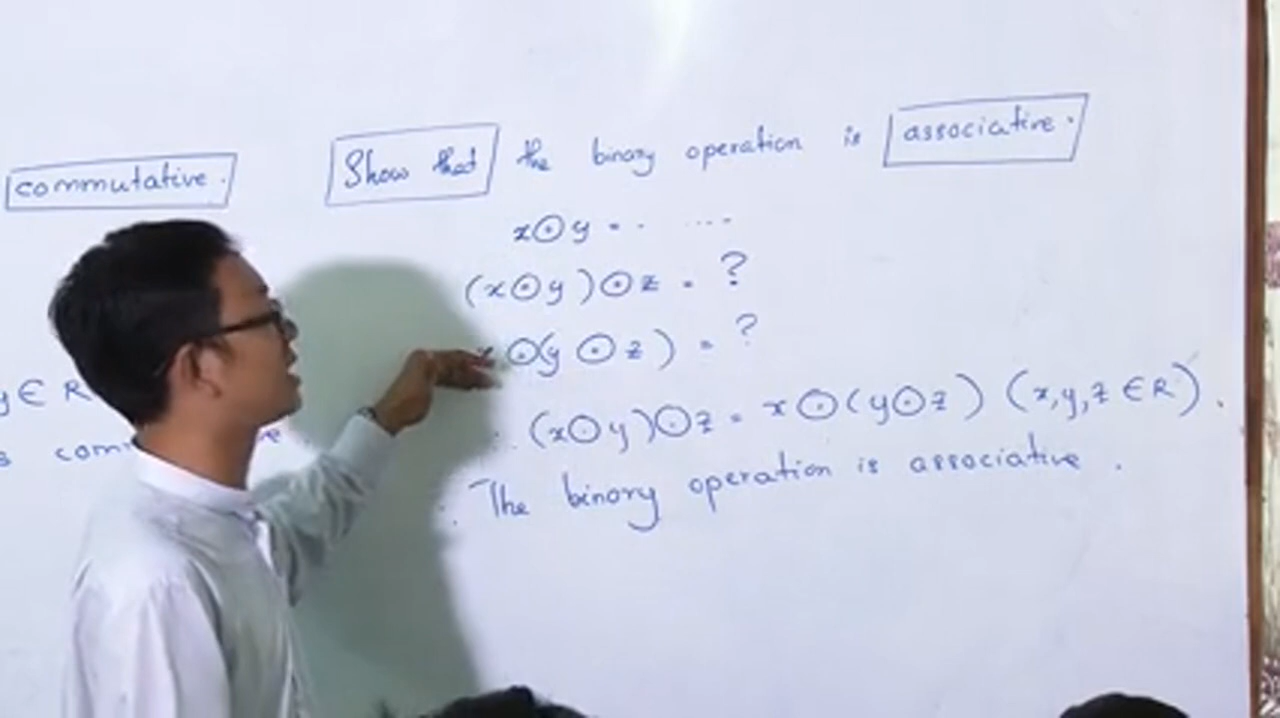 commutative.
y ∈ R
Show that the binary operation is associative.
x⊙y = . ....
(x⊙y)⊙z = ?
x⊙(y⊙z) = ?
(x⊙y)⊙z = x⊙(y⊙z) (x,y,z ∈ R).
The binary operation is associative.